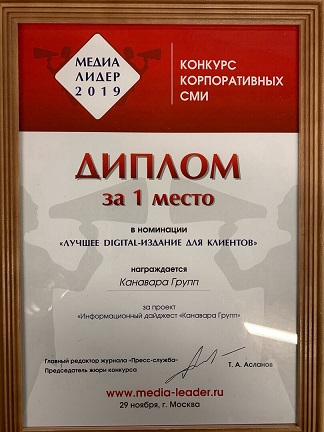 МЕДИА
ЛИДЕР
2019
КОНКУРС
КОРПОРАТИВНЫХ
СМИ
ДИПЛОМ
за 1 место
в номинации
«ЛУЧШЕЕ DIGITAL-ИЗДАНИЕ ДЛЯ КЛИЕНТОВ»
награждается
Канавара Групп
за проект
«Информационный дайджест «Канавара Групп»
Главный редактор журнала «Пресс-служба»
Председатель жюри конкурса
Т. А. Асланов
www.media-leader.ru
29 ноября, г. Москва